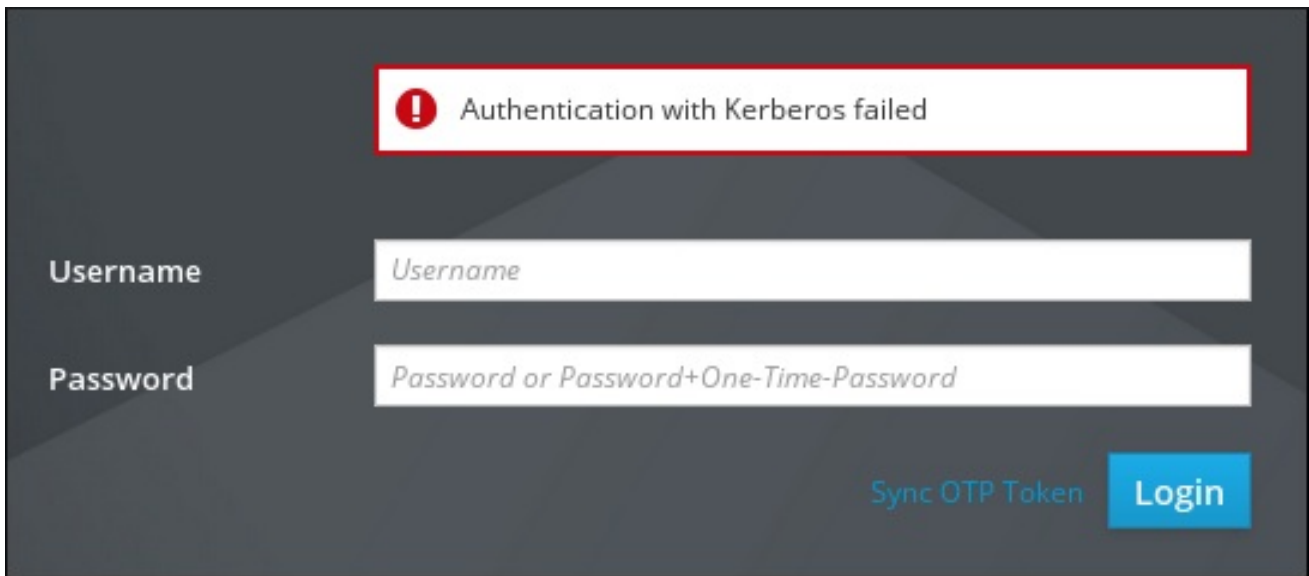 Authentication with Kerberos failed
Username
Username
Password
Password or Password+One-Time-Password
Sync OTP Token
Login